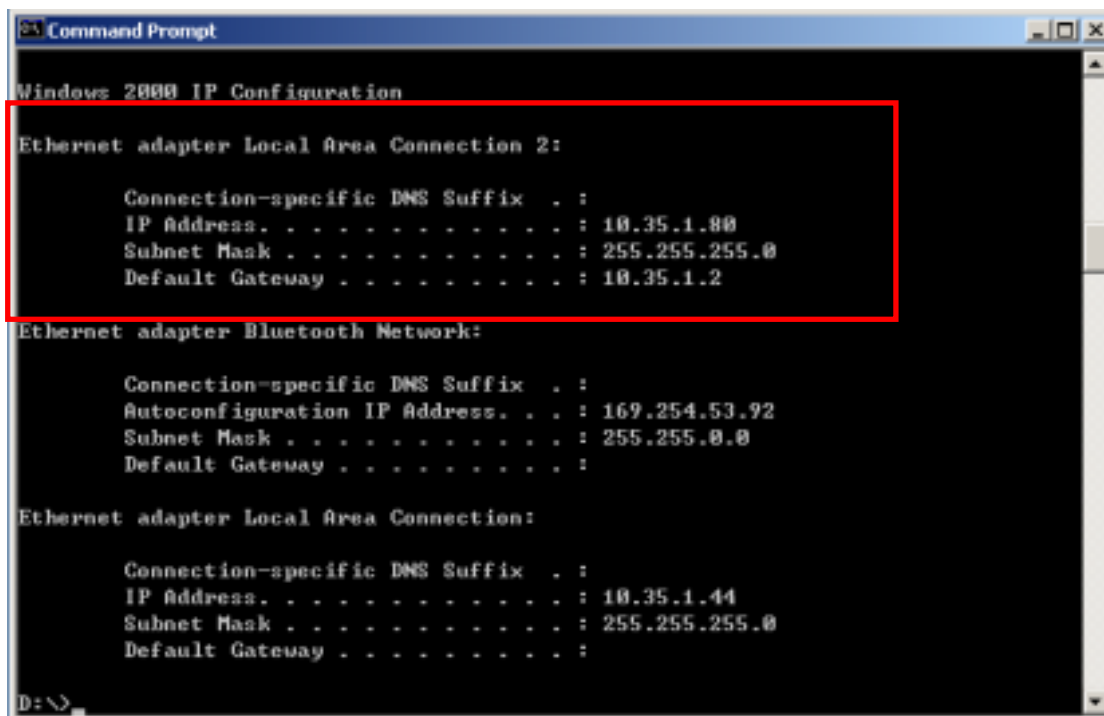 Command Prompt
Windows 2000 IP Configuration
Ethernet adapter Local Area Connection 2:
Connection-specific DNS Suffix . :
IP Address. . . . . . . . . . . . : 10.35.1.80
Subnet Mask . . . . . . . . . . . : 255.255.255.0
Default Gateway . . . . . . . . . : 10.35.1.2
Ethernet adapter Bluetooth Network:
Connection-specific DNS Suffix . :
Autoconfiguration IP Address. . . : 169.254.53.92
Subnet Mask . . . . . . . . . . . : 255.255.0.0
Default Gateway . . . . . . . . . :
Ethernet adapter Local Area Connection:
Connection-specific DNS Suffix . :
IP Address. . . . . . . . . . . . : 10.35.1.44
Subnet Mask . . . . . . . . . . . : 255.255.255.0
Default Gateway . . . . . . . . . :
D:\>_